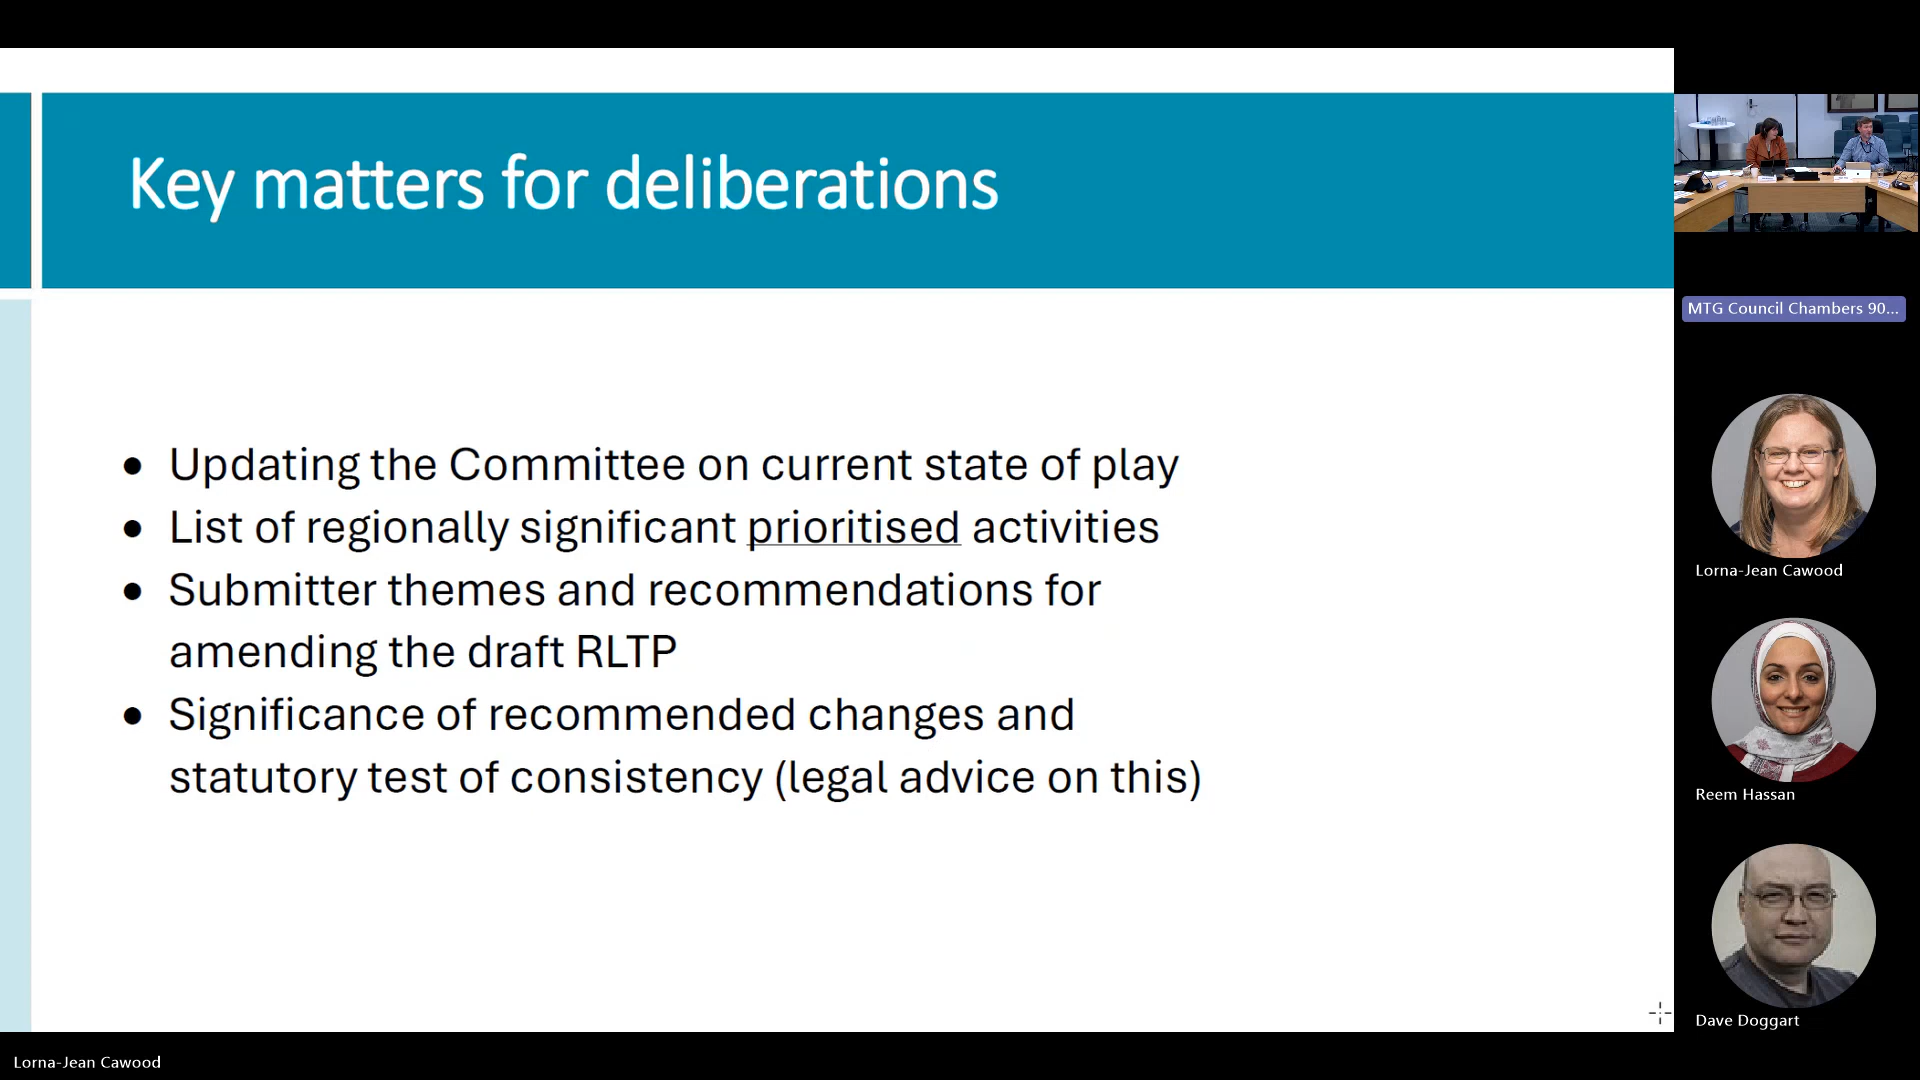 Key matters for deliberations
● Updating the Committee on current state of play
● List of regionally significant prioritised activities
● Submitter themes and recommendations for
amending the draft RLTP
● Significance of recommended changes and
statutory test of consistency (legal advice on this)
MTG Council Chambers 90...
Lorna-Jean Cawood
Reem Hassan
Dave Doggart
Lorna-Jean Cawood